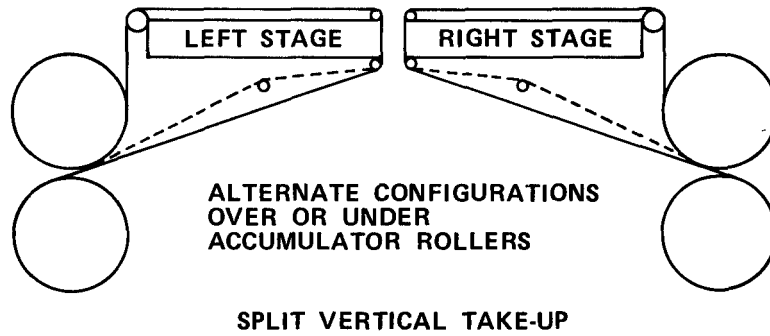 LEFT STAGE
RIGHT STAGE
ALTERNATE CONFIGURATIONS
OVER OR UNDER
ACCUMULATOR ROLLERS
SPLIT VERTICAL TAKE-UP